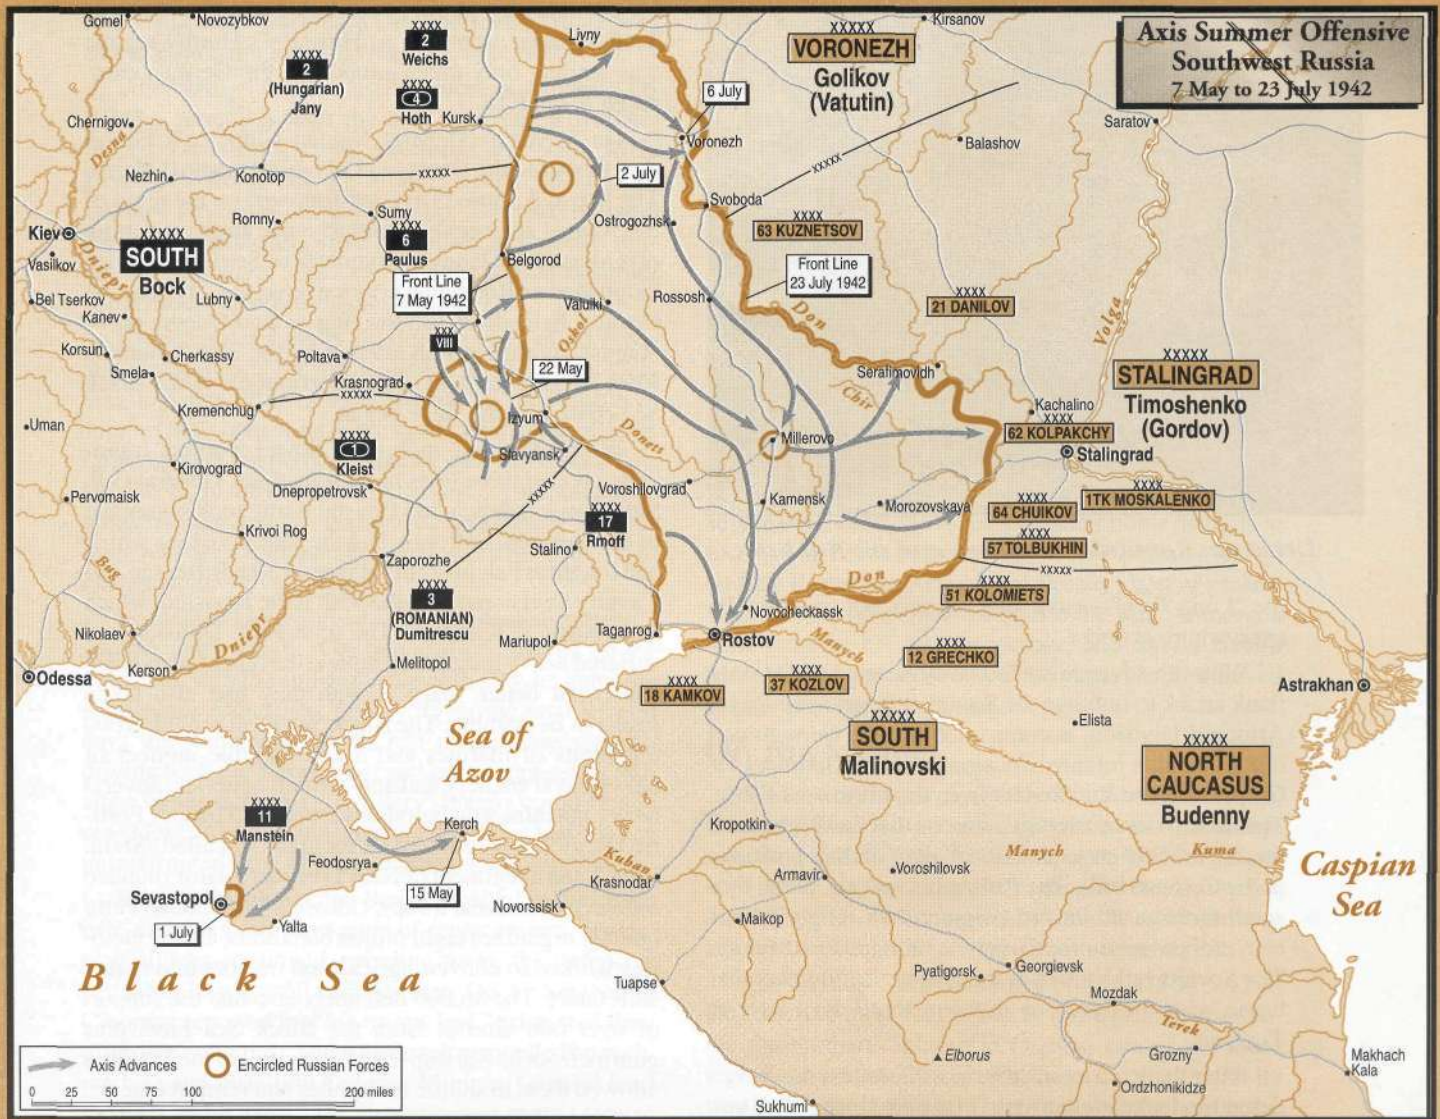 Axis Summer Offensive
Southwest Russia
7 May to 23 July 1942
Gomel
Novozybkov
XXXX
2
Weichs
Livny
XXXXX
VORONEZH
Golikov
(Vatutin)
Kirsanov
XXXX
2
(Hungarian)
Jany
XXXX
4
Hoth
Kursk
6 July
Chernigov
Desna
Voronezh
Saratov
Balashov
XXXXX
Nezhin
Konotop
XXXXX
2 July
Svoboda
Romny
Sumy
XXXX
6
Paulus
Ostrogozhsk
XXXX
63 KUZNETSOV
Kiev
Vasilkov
Dniepr
XXXXX
SOUTH
Bock
Belgorod
Front Line
7 May 1942
Front Line
23 July 1942
Bel Tserkov
Kanev
Lubny
Valuiki
Rossosh
Don
XXXX
21 DANILOV
Volga
Oskol
XXX
VIII
Korsun
Cherkassy
Poltava
Smela
Krasnograd
XXXXX
22 May
Serafimovidh
Chir
XXXXX
STALINGRAD
Timoshenko
(Gordov)
Kremenchug
Uman
Izyum
Donets
Millerovo
Kachalino
XXXX
62 KOLPAKCHY
Stalingrad
XXXX
1
Kleist
Slavyansk
Kirovograd
Dnepropetrovsk
Pervomaisk
XXXXX
Voroshilovgrad
Kamensk
Morozovskaya
XXXX
64 CHUIKOV
XXXX
1TK MOSKALENKO
Krivoi Rog
XXXX
17
Rmoff
Stalino
XXXX
57 TOLBUKHIN
Bug
Zaporozhe
XXXXX
XXXX
3
(ROMANIAN)
Dumitrescu
Don
XXXX
51 KOLOMIETS
Novocheckassk
Nikolaev
Dniepr
Mariupol
Taganrog
Rostov
Manych
XXXX
12 GRECHKO
Kerson
Melitopol
Odessa
XXXX
18 KAMKOV
XXXX
37 KOZLOV
Astrakhan
Elista
Sea of
Azov
XXXXX
SOUTH
Malinovski
XXXXX
NORTH
CAUCASUS
Budenny
XXXX
11
Manstein
Kerch
Kropotkin
Feodosrya
Kuban
Krasnodar
Armavir
Voroshilovsk
Manych
Kuma
Caspian
Sea
Sevastopol
15 May
Novorssisk
Maikop
1 July
Yalta
Black Sea
Tuapse
Pyatigorsk
Georgievsk
Mozdak
Terek
Elborus
Grozny
Ordzhonikidze
Makhach
Kala
Sukhumi
Axis Advances
Encircled Russian Forces
0 25 50 75 100 200 miles